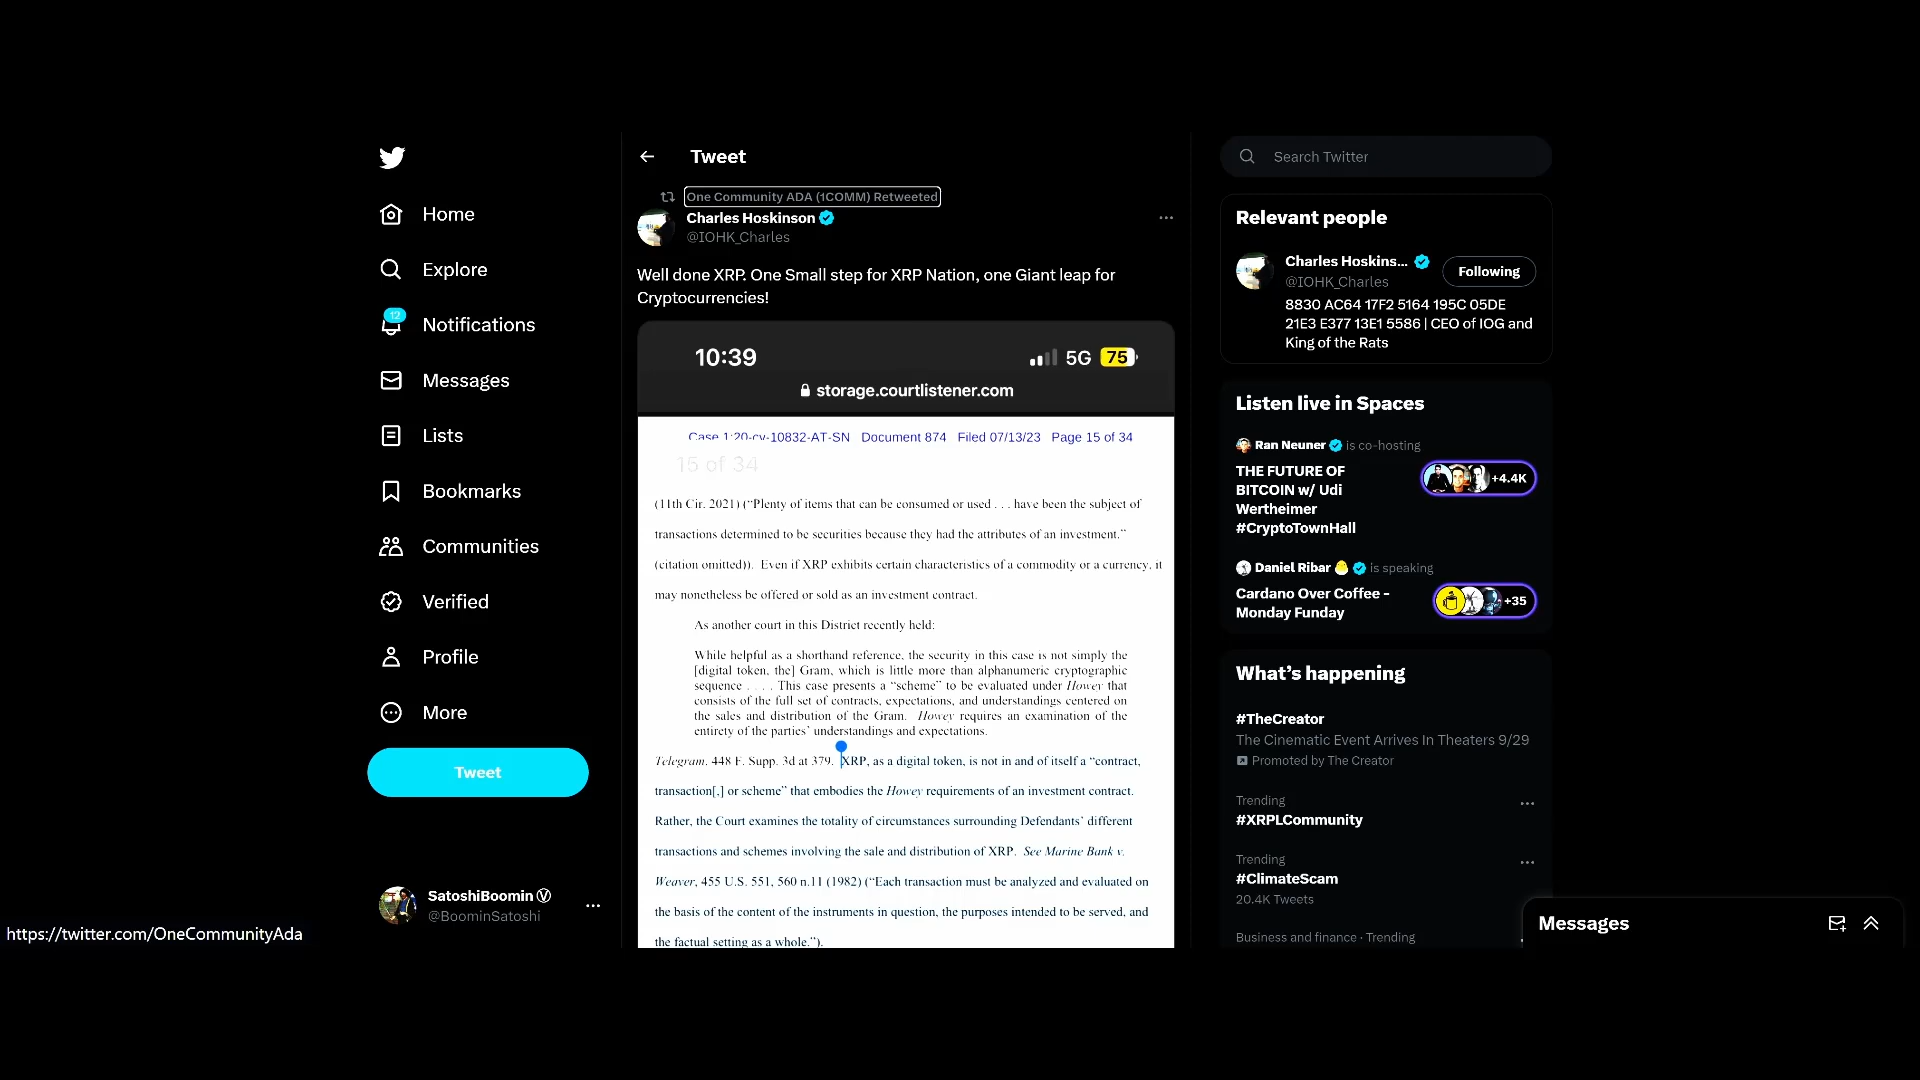 Home
Explore
12
Notifications
Messages
Lists
Bookmarks
Communities
Verified
Profile
More
Tweet
SatoshiBoomin Ⓥ
@BoominSatoshi
https://twitter.com/OneCommunityAda
Tweet
One Community ADA (1COMM) Retweeted
Charles Hoskinson
@IOHK_Charles
Well done XRP. One Small step for XRP Nation, one Giant leap for
Cryptocurrencies!
10:39
5G 75
storage.courtlistener.com
Case 1:20-cv-10832-AT-SN Document 874 Filed 07/13/23 Page 15 of 34
15 of 34
(11th Cir. 2021) (“Plenty of items that can be consumed or used . . . have been the subject of
transactions determined to be securities because they had the attributes of an investment.”
(citation omitted)). Even if XRP exhibits certain characteristics of a commodity or a currency, it
may nonetheless be offered or sold as an investment contract.
As another court in this District recently held:
While helpful as a shorthand reference, the security in this case is not simply the
[digital token, the] Gram, which is little more than alphanumeric cryptographic
sequence . . . . This case presents a “scheme” to be evaluated under Howey that
consists of the full set of contracts, expectations, and understandings centered on
the sales and distribution of the Gram. Howey requires an examination of the
entirety of the parties’ understandings and expectations.
Telegram, 448 F. Supp. 3d at 379. XRP, as a digital token, is not in and of itself a “contract,
transaction[,] or scheme” that embodies the Howey requirements of an investment contract.
Rather, the Court examines the totality of circumstances surrounding Defendants’ different
transactions and schemes involving the sale and distribution of XRP. See Marine Bank v.
Weaver, 455 U.S. 551, 560 n.11 (1982) (“Each transaction must be analyzed and evaluated on
the basis of the content of the instruments in question, the purposes intended to be served, and
the factual setting as a whole.”).
Search Twitter
Relevant people
Charles Hoskins...
Following
@IOHK_Charles
8830 AC64 17F2 5164 195C 05DE
21E3 E377 13E1 5586 | CEO of IOG and
King of the Rats
Listen live in Spaces
Ran Neuner is co-hosting
THE FUTURE OF
BITCOIN w/ Udi
Wertheimer
#CryptoTownHall
+4.4K
Daniel Ribar is speaking
Cardano Over Coffee -
Monday Funday
+35
What’s happening
#TheCreator
The Cinematic Event Arrives In Theaters 9/29
Promoted by The Creator
Trending
#XRPLCommunity
Trending
#ClimateScam
20.4K Tweets
Business and finance · Trending
Messages